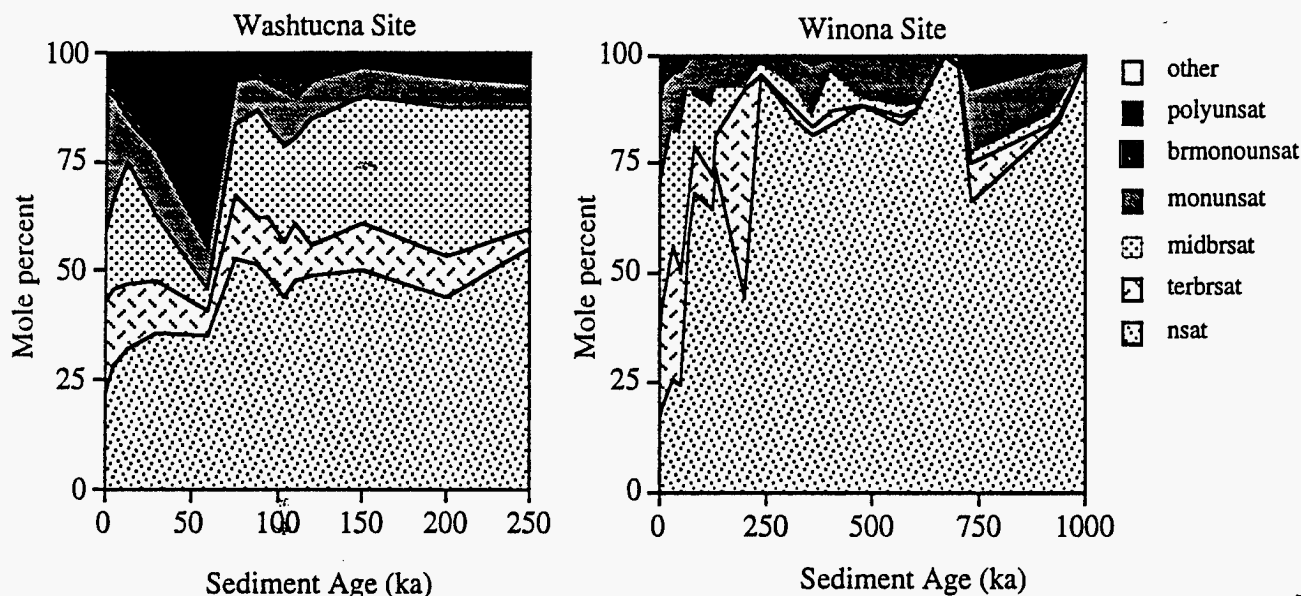 Washtucna Site
100
75
50
25
0
Mole percent
0 50 100 150 200 250
Sediment Age (ka)
Winona Site
100
75
50
25
0
Mole percent
0 250 500 750 1000
Sediment Age (ka)
other
polyunsat
brmonounsat
monunsat
midbrsat
terbrsat
nsat